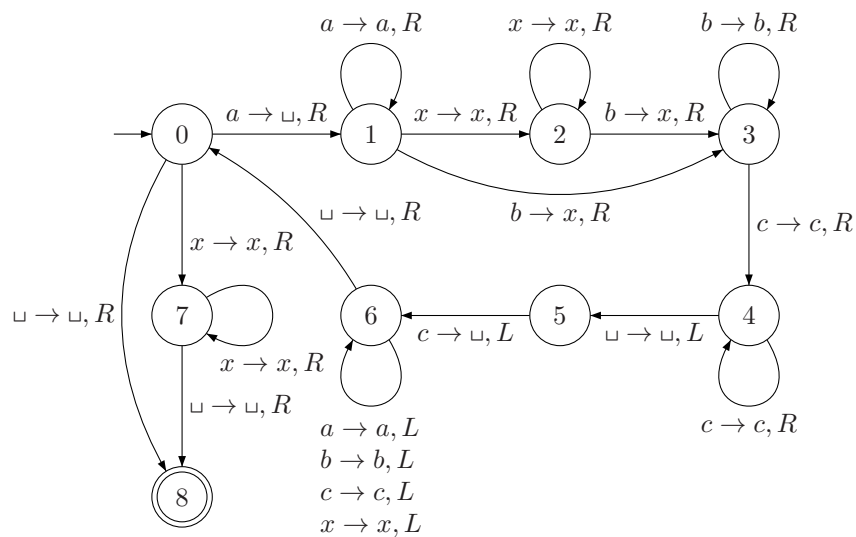 a → a, R
x → x, R
b → b, R
a → ␣, R
x → x, R
b → x, R
0
1
2
3
b → x, R
␣ → ␣, R
c → c, R
x → x, R
␣ → ␣, R
7
6
5
4
c → ␣, L
␣ → ␣, L
x → x, R
␣ → ␣, R
a → a, L
b → b, L
c → c, L
x → x, L
c → c, R
8